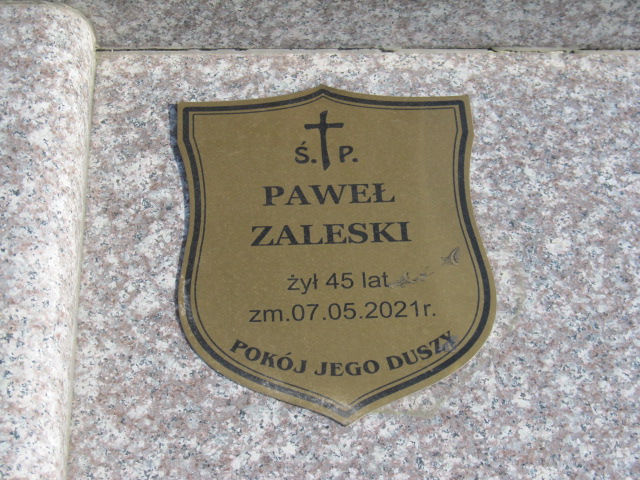 Ś. P.
PAWEŁ
ZALESKI
żył 45 lat
zm.07.05.2021r.
POKÓJ JEGO DUSZY